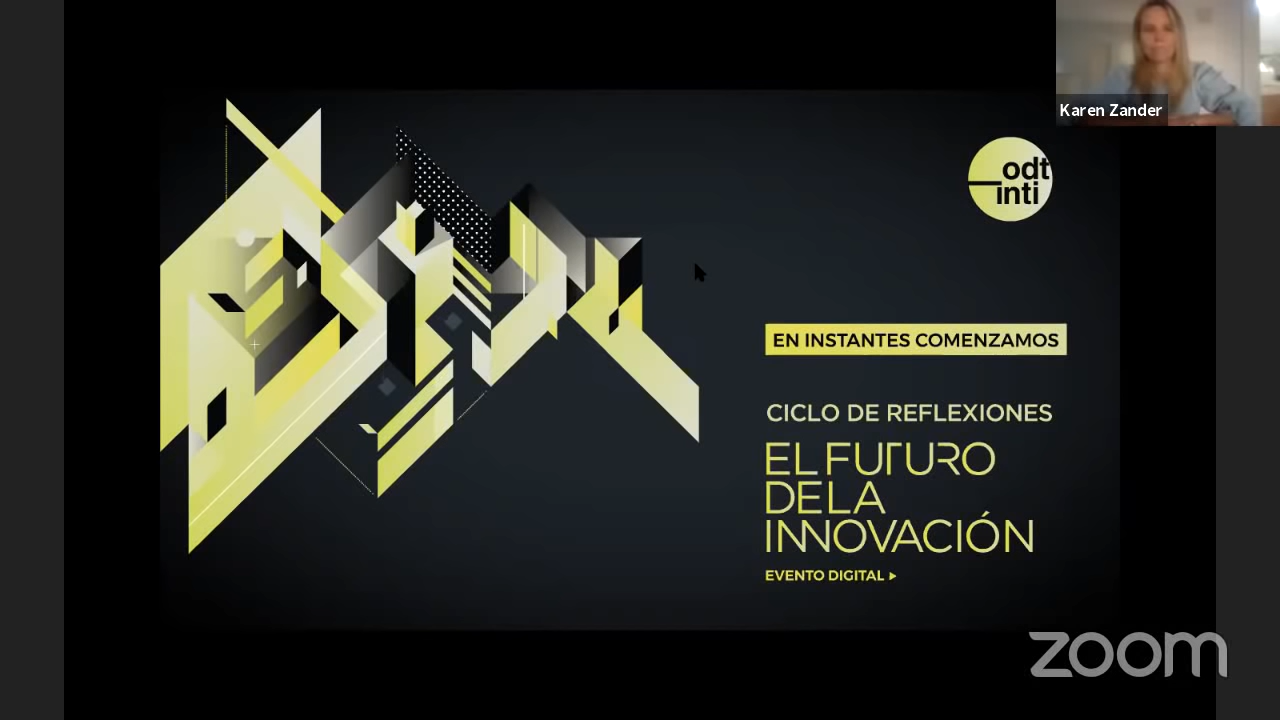 Karen Zander
odt
inti
EN INSTANTES COMENZAMOS
CICLO DE REFLEXIONES
EL FUTURO
DE LA
INNOVACIÓN
EVENTO DIGITAL
zoom